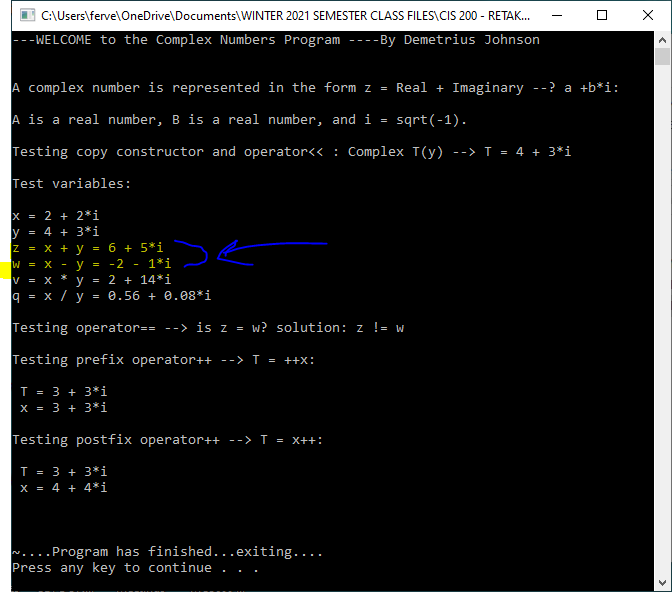 C:\Users\ferve\OneDrive\Documents\WINTER 2021 SEMESTER CLASS FILES\CIS 200 - RETAK...
---WELCOME to the Complex Numbers Program ----By Demetrius Johnson
A complex number is represented in the form z = Real + Imaginary --? a +b*i:
A is a real number, B is a real number, and i = sqrt(-1).
Testing copy constructor and operator<< : Complex T(y) --> T = 4 + 3*i
Test variables:
x = 2 + 2*i
y = 4 + 3*i
z = x + y = 6 + 5*i
w = x - y = -2 - 1*i
v = x * y = 2 + 14*i
q = x / y = 0.56 + 0.08*i
Testing operator== --> is z = w? solution: z != w
Testing prefix operator++ --> T = ++x:
T = 3 + 3*i
x = 3 + 3*i
Testing postfix operator++ --> T = x++:
T = 3 + 3*i
x = 4 + 4*i
~....Program has finished...exiting....
Press any key to continue . . .